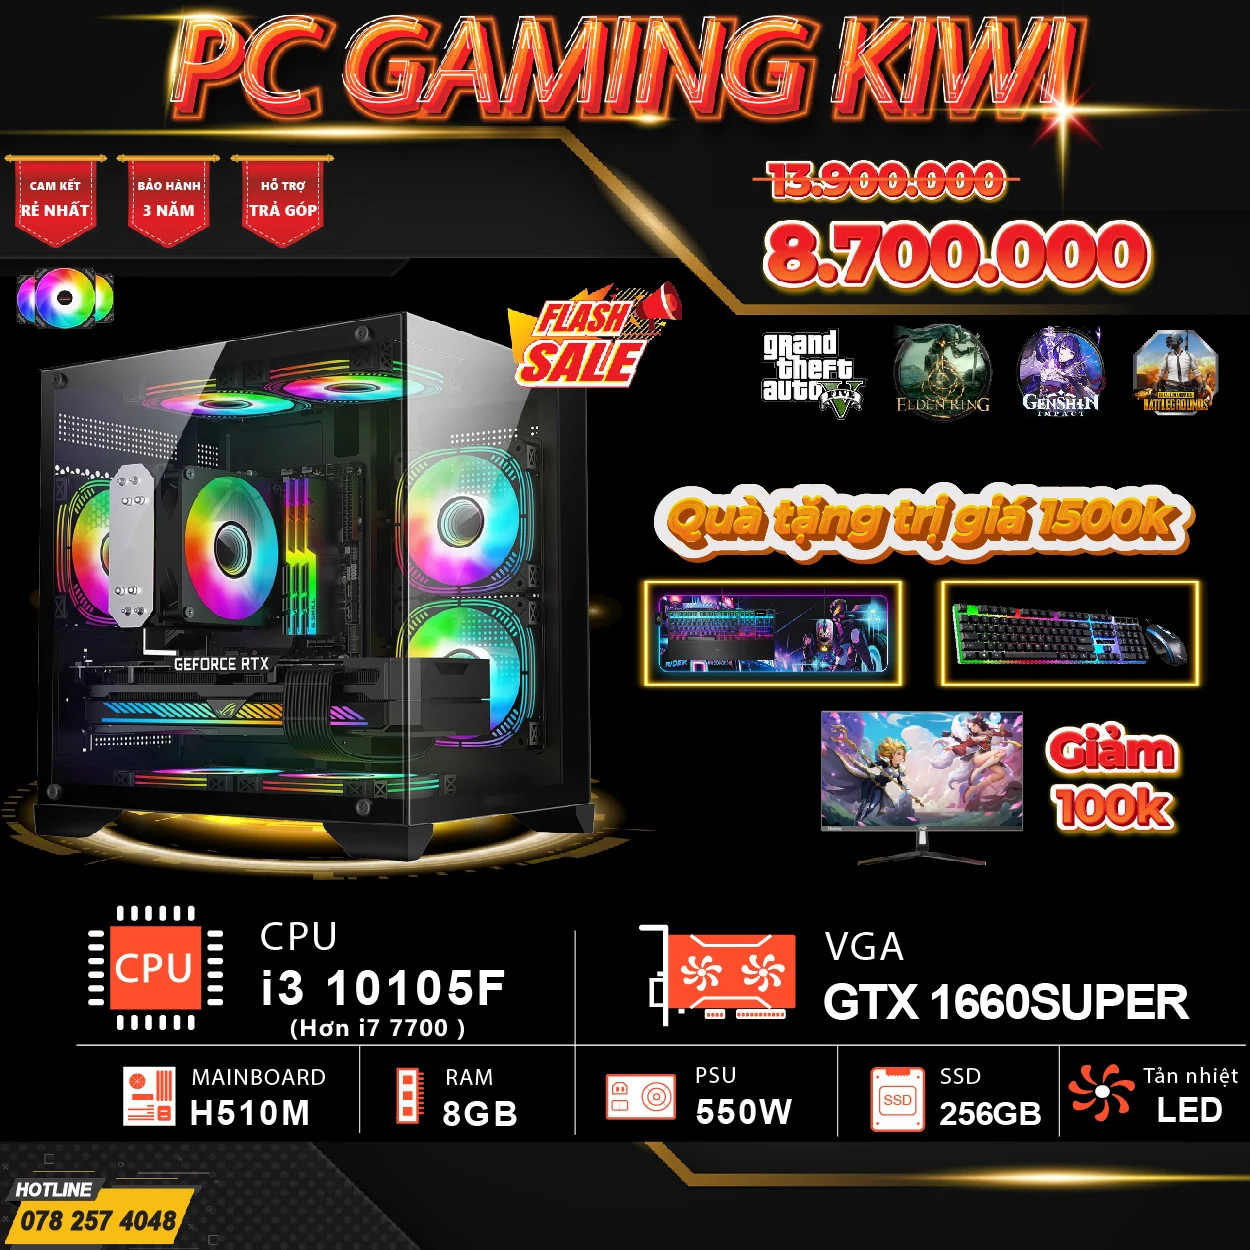 PC GAMING KIWI
CAM KẾT
RẺ NHẤT
BẢO HÀNH
3 NĂM
HỖ TRỢ
TRẢ GÓP
13.900.000
8.700.000
FLASH
SALE
grand
theft
auto
FIVE
ELDEN RING
GENSHIN
IMPACT
BATTLEGROUNDS
Quà tặng trị giá 1500k
GEFORCE RTX
Giảm
100k
CPU
CPU
i3 10105F
(Hơn i7 7700 )
VGA
GTX 1660SUPER
MAINBOARD
H510M
RAM
8GB
PSU
550W
SSD
SSD
256GB
Tản nhiệt
LED
HOTLINE
078 257 4048